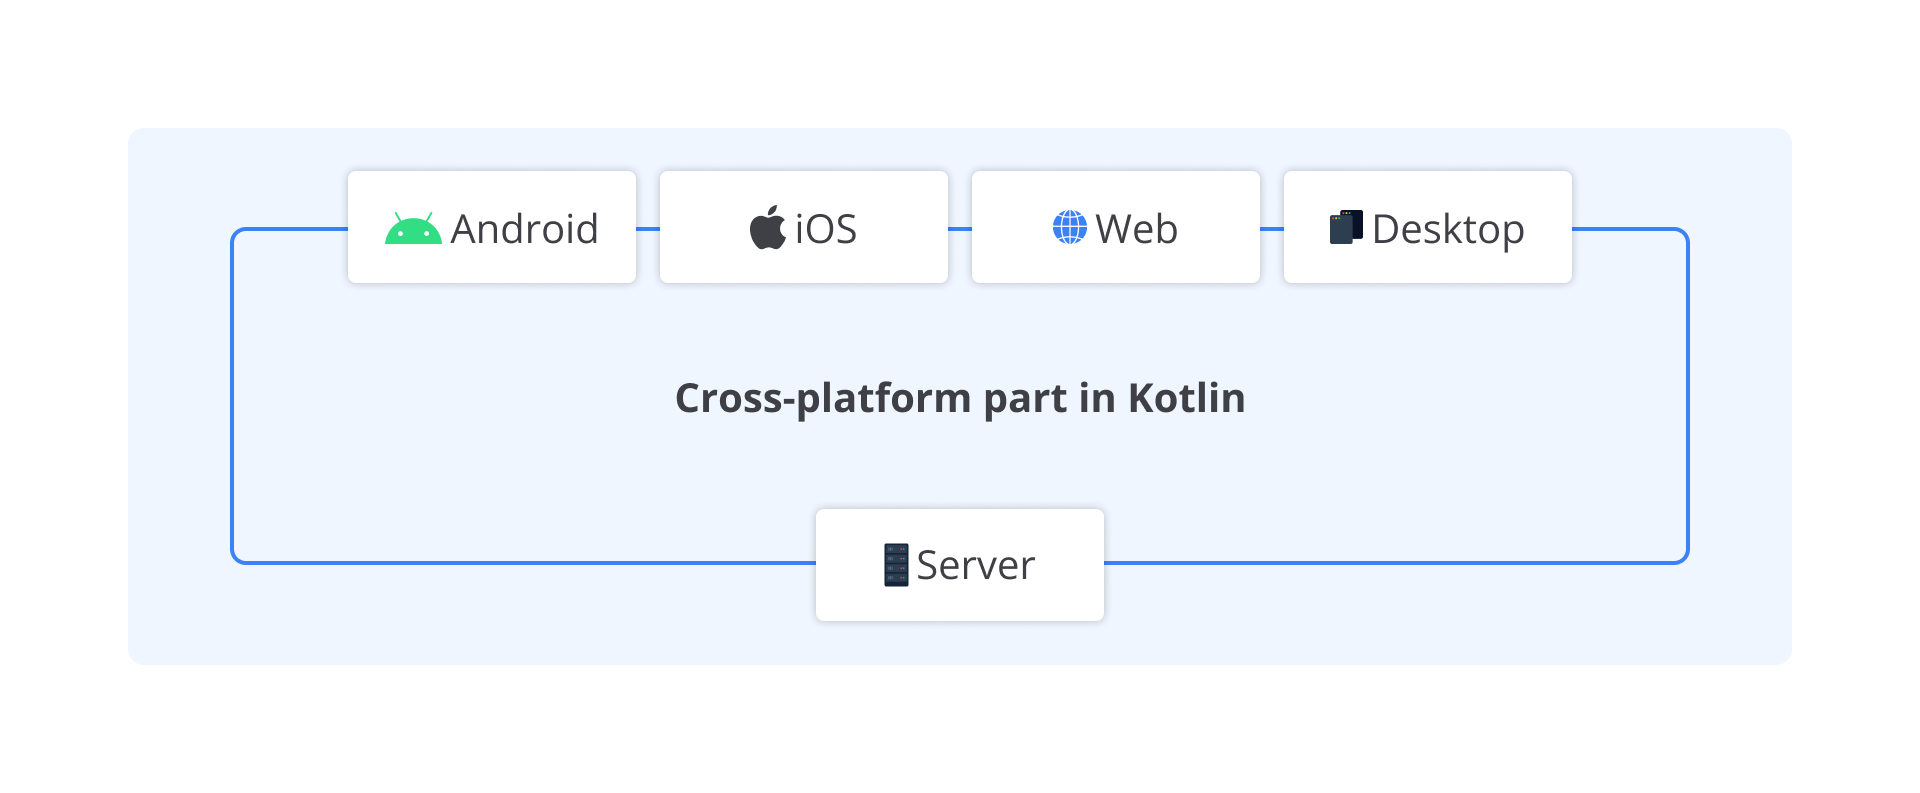 Android
iOS
Web
Desktop
Cross-platform part in Kotlin
Server